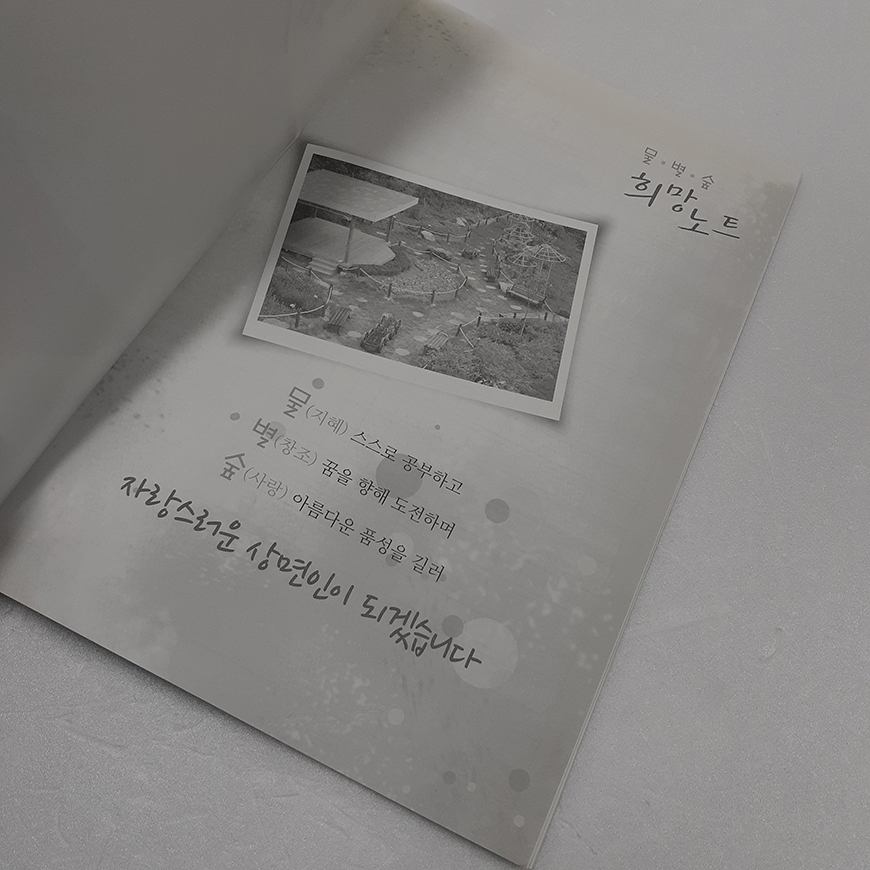 물•별•숲
희망노트
물(지혜) 스스로 공부하고
별(창조) 꿈을 향해 도전하며
숲(사랑) 아름다운 품성을 길러
자랑스러운 상면인이 되겠습니다